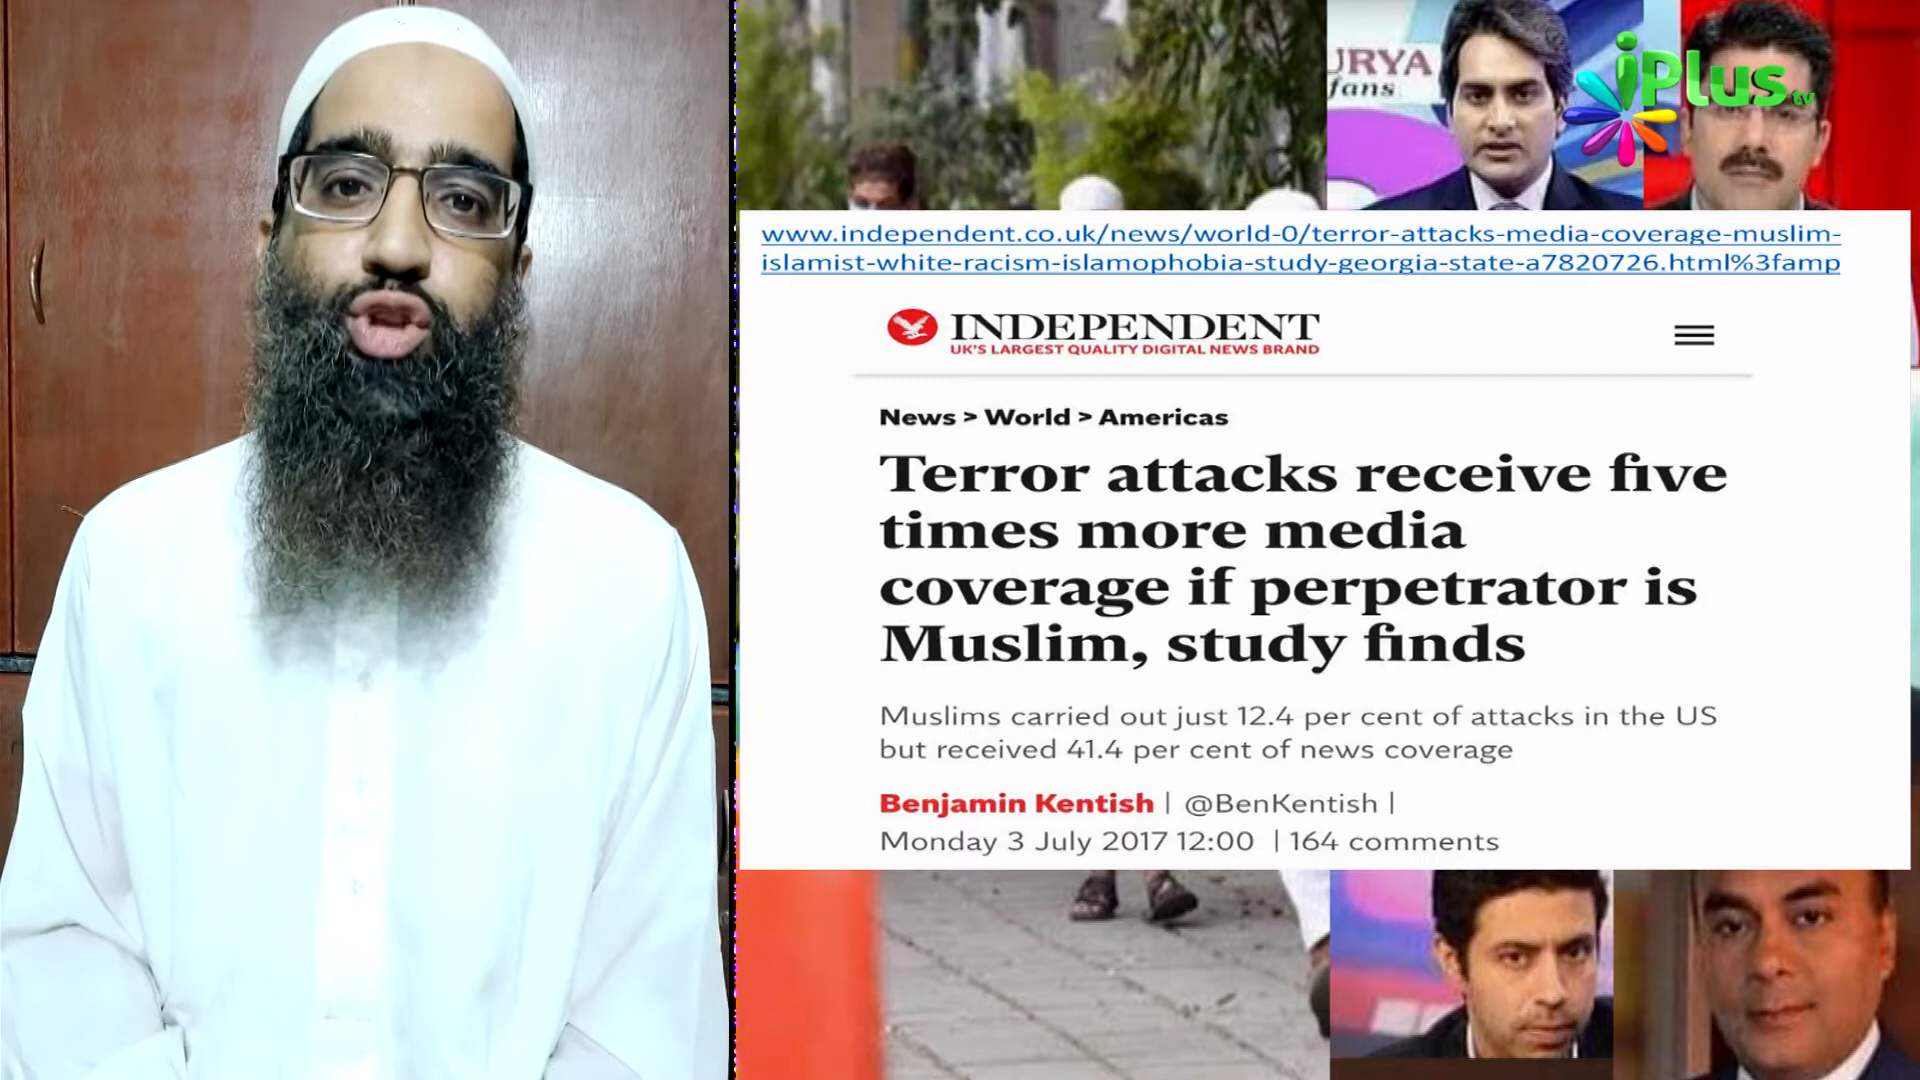 URYA
fans
iPlus.tv
www.independent.co.uk/news/world-0/terror-attacks-media-coverage-muslim-
islamist-white-racism-islamophobia-study-georgia-state-a7820726.html%3famp
INDEPENDENT
UK'S LARGEST QUALITY DIGITAL NEWS BRAND
News > World > Americas
Terror attacks receive five
times more media
coverage if perpetrator is
Muslim, study finds
Muslims carried out just 12.4 per cent of attacks in the US
but received 41.4 per cent of news coverage
Benjamin Kentish | @BenKentish |
Monday 3 July 2017 12:00 | 164 comments